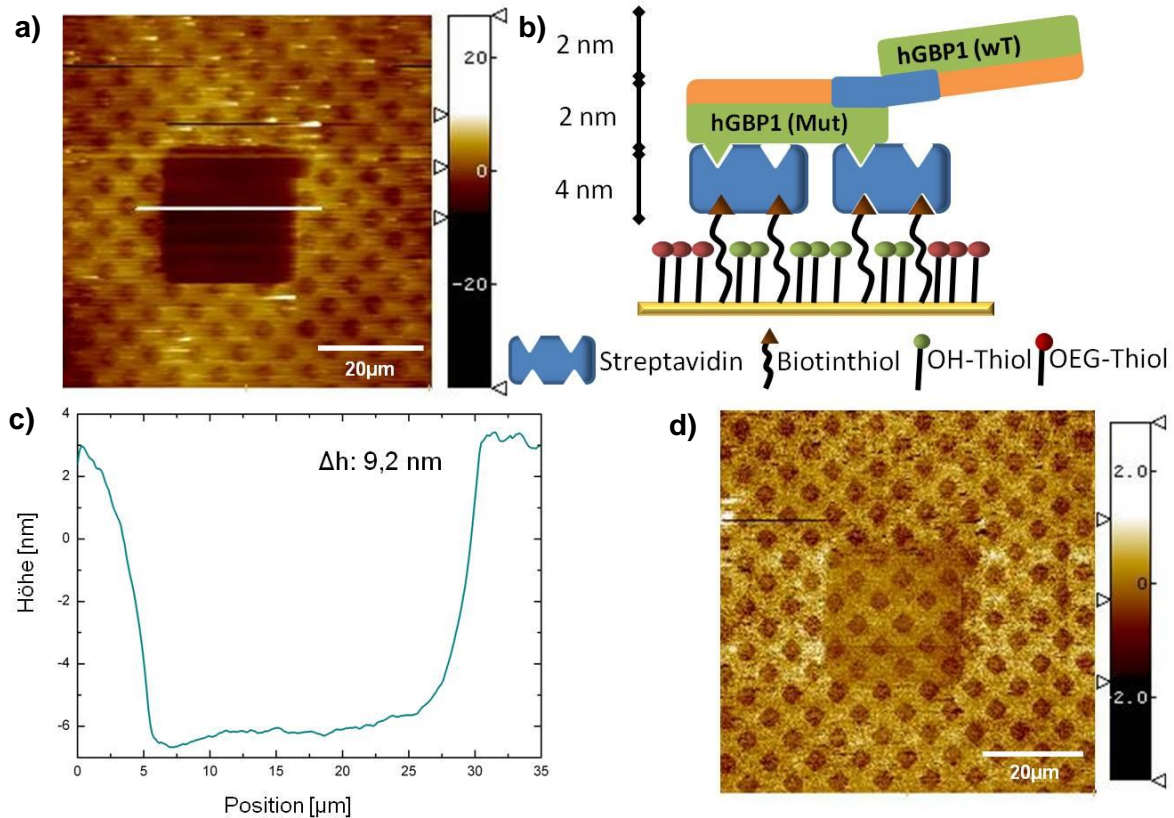 a)
20
0
-20
20µm
b)
2 nm
2 nm
4 nm
hGBP1 (wT)
hGBP1 (Mut)
Streptavidin
Biotinthiol
OH-Thiol
OEG-Thiol
c)
Δh: 9,2 nm
Höhe [nm]
4
2
0
-2
-4
-6
0 5 10 15 20 25 30 35
Position [µm]
d)
2.0
0
-2.0
20µm